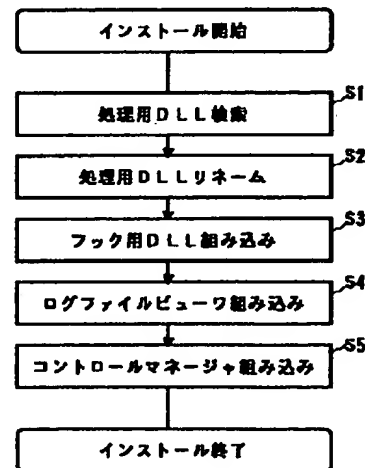 インストール開始
S1
処理用DLL検索
S2
処理用DLLリネーム
S3
フック用DLL組み込み
S4
ログファイルビューワ組み込み
S5
コントロールマネージャ組み込み
インストール終了